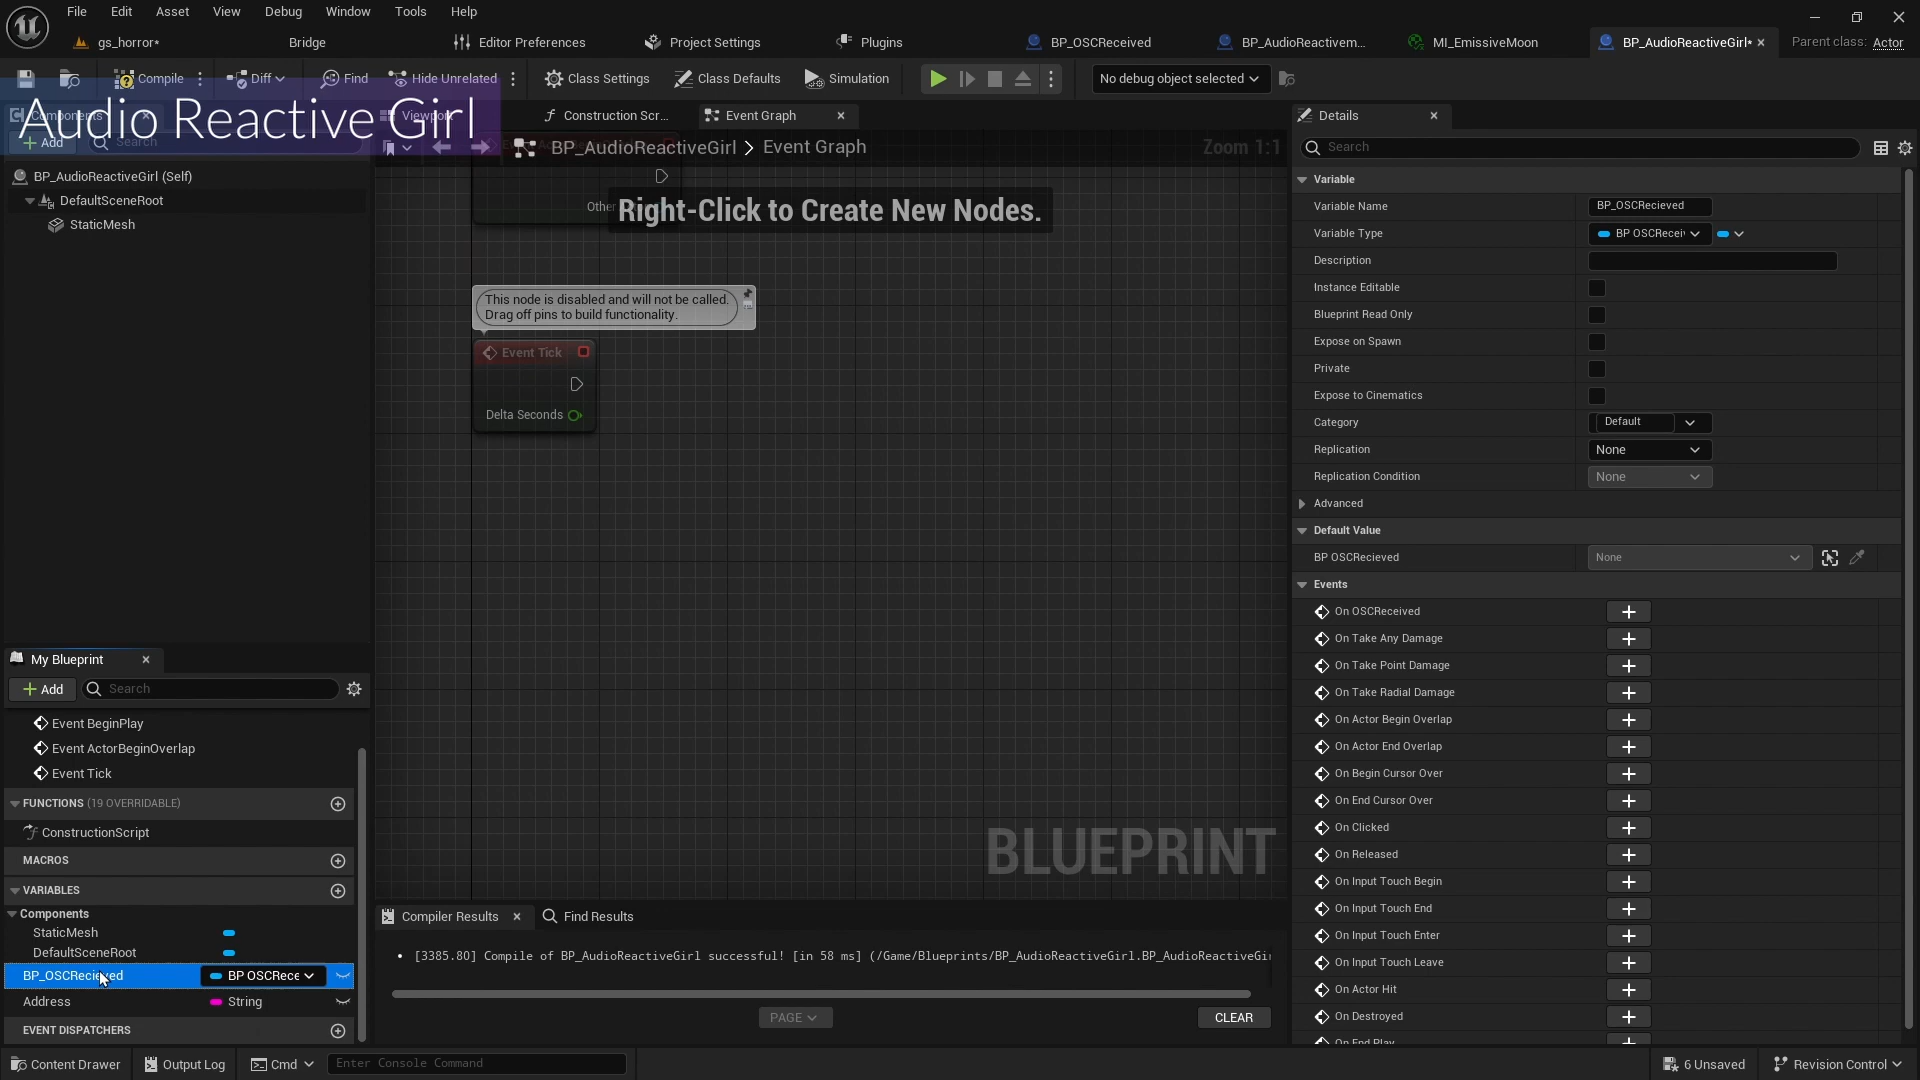 File Edit Asset View Debug Window Tools Help
gs_horror* Bridge Editor Preferences Project Settings Plugins BP_OSCReceived BP_AudioReactivem... MI_EmissiveMoon BP_AudioReactiveGirl* Parent class: Actor
Compile Diff Find Hide Unrelated Class Settings Class Defaults Simulation No debug object selected
Audio Reactive Girl
Components Viewport Construction Scr... Event Graph Details
Add Search BP_AudioReactiveGirl > Event Graph Zoom 1:1 Search
BP_AudioReactiveGirl (Self)
DefaultSceneRoot
StaticMesh
Other
Right-Click to Create New Nodes.
This node is disabled and will not be called.
Drag off pins to build functionality.
Event Tick
Delta Seconds
BLUEPRINT
My Blueprint
Add Search
Event BeginPlay
Event ActorBeginOverlap
Event Tick
FUNCTIONS (19 OVERRIDABLE)
ConstructionScript
MACROS
VARIABLES
Components
StaticMesh
DefaultSceneRoot
BP_OSCRecieved BP OSCRece
Address String
EVENT DISPATCHERS
Compiler Results Find Results
[3385.80] Compile of BP_AudioReactiveGirl successful! [in 58 ms] (/Game/Blueprints/BP_AudioReactiveGirl.BP_AudioReactiveGir
PAGE CLEAR
Variable
Variable Name BP_OSCRecieved
Variable Type BP OSCRecei
Description
Instance Editable
Blueprint Read Only
Expose on Spawn
Private
Expose to Cinematics
Category Default
Replication None
Replication Condition None
Advanced
Default Value
BP OSCRecieved None
Events
On OSCReceived
On Take Any Damage
On Take Point Damage
On Take Radial Damage
On Actor Begin Overlap
On Actor End Overlap
On Begin Cursor Over
On End Cursor Over
On Clicked
On Released
On Input Touch Begin
On Input Touch End
On Input Touch Enter
On Input Touch Leave
On Actor Hit
On Destroyed
On End Play
Content Drawer Output Log Cmd Enter Console Command 6 Unsaved Revision Control